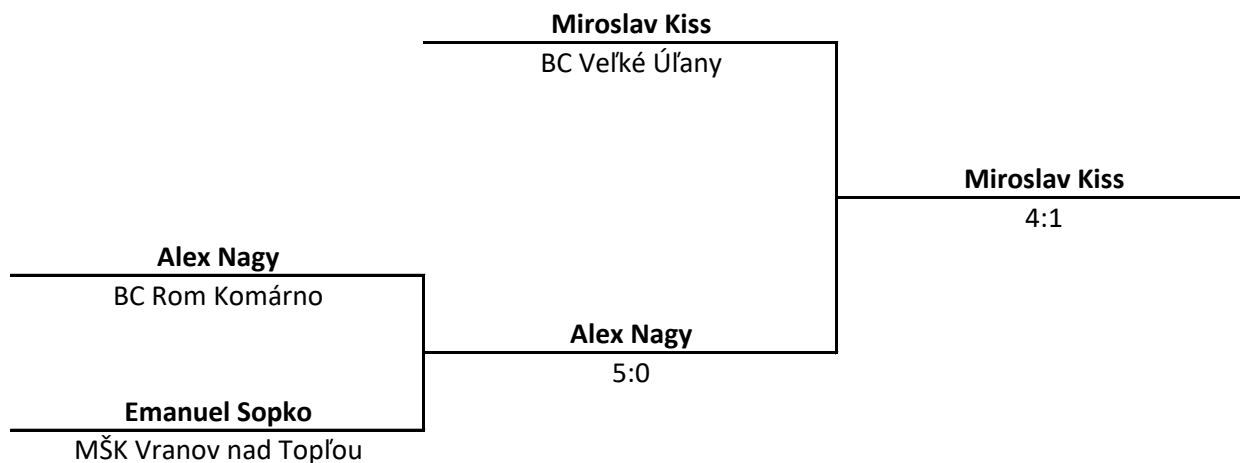 Miroslav Kiss
BC Veľké Úľany
Miroslav Kiss
4:1
Alex Nagy
BC Rom Komárno
Alex Nagy
5:0
Emanuel Sopko
MŠK Vranov nad Topľou